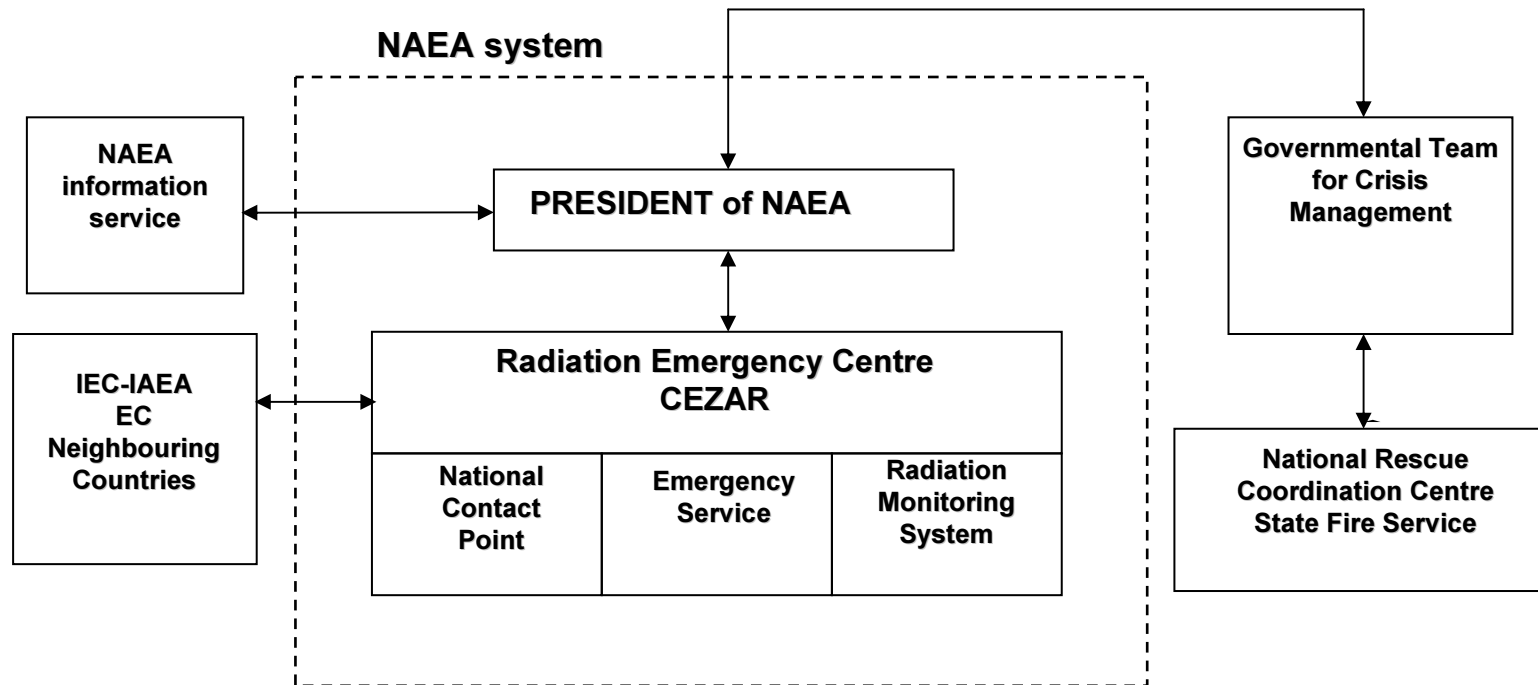 NAEA system
NAEA
information
service
PRESIDENT of NAEA
Governmental Team
for Crisis
Management
IEC-IAEA
EC
Neighbouring
Countries
Radiation Emergency Centre
CEZAR
National
Contact
Point
Emergency
Service
Radiation
Monitoring
System
National Rescue
Coordination Centre
State Fire Service